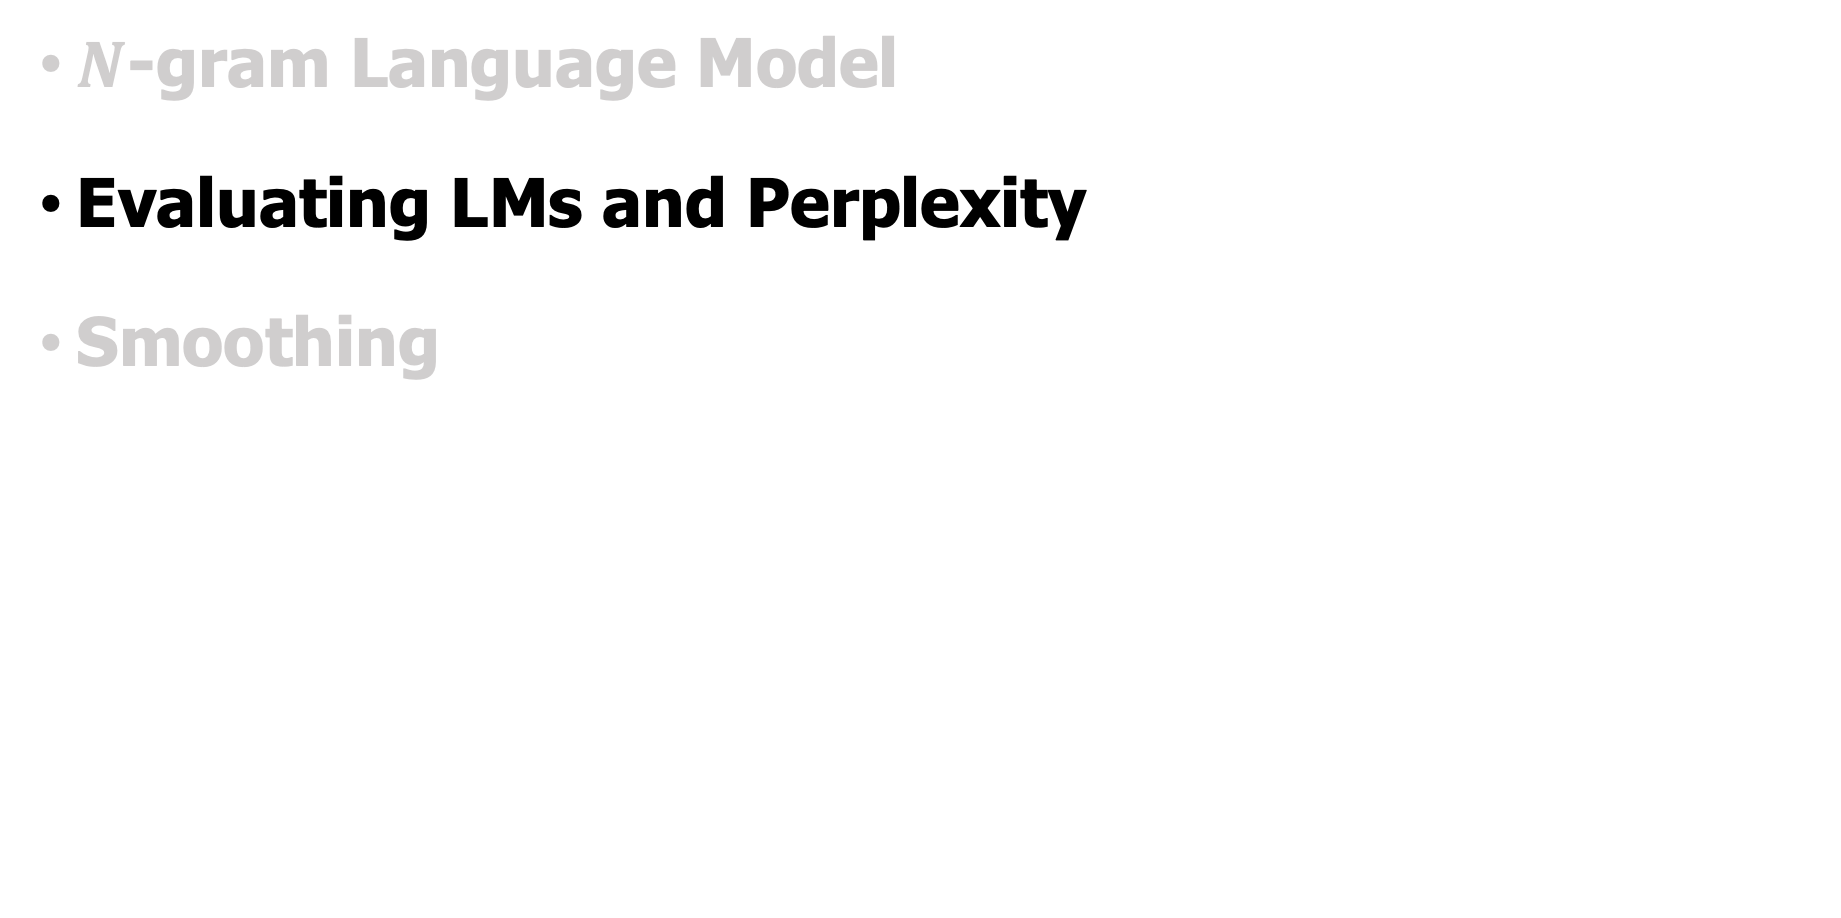 • N-gram Language Model
• Evaluating LMs and Perplexity
• Smoothing